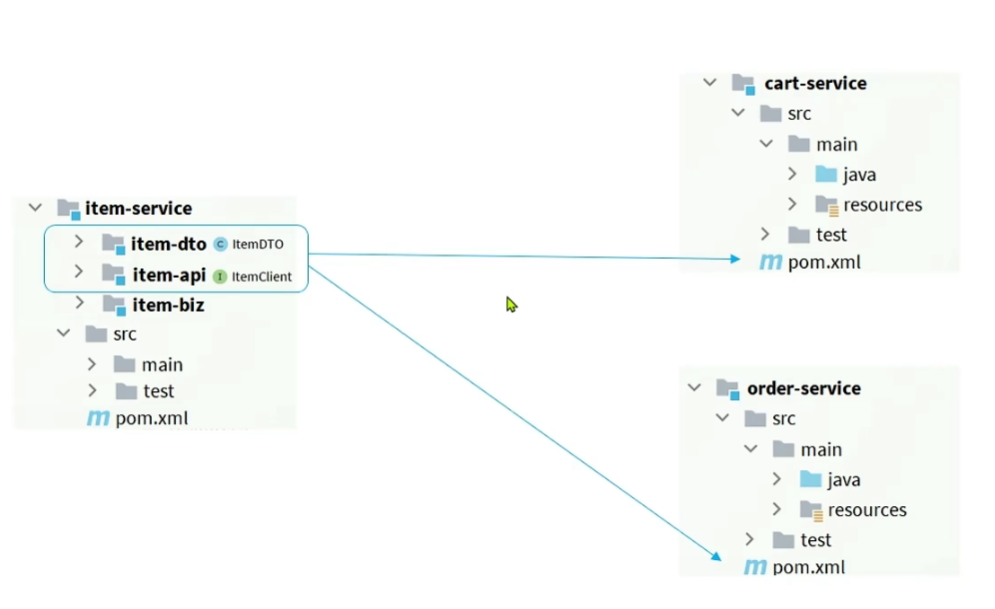 item-service
item-dto C ItemDTO
item-api I ItemClient
item-biz
src
main
test
m pom.xml
cart-service
src
main
java
resources
test
m pom.xml
order-service
src
main
java
resources
test
m pom.xml